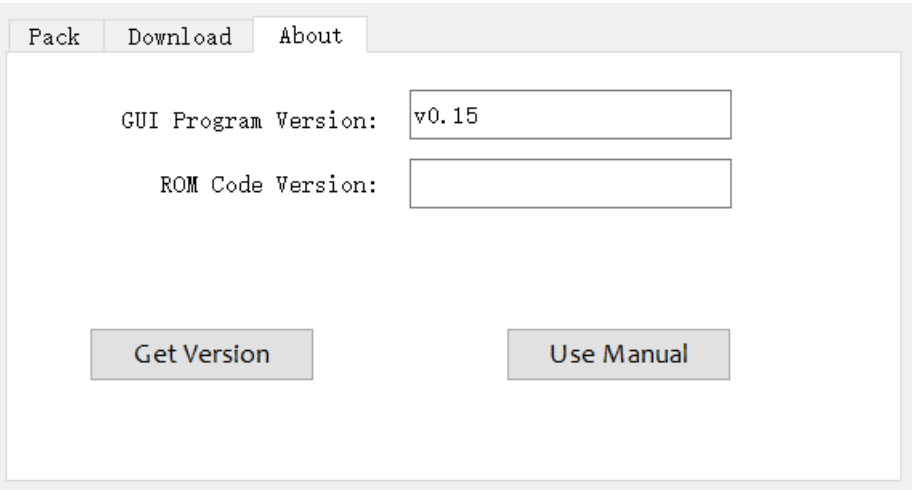 Pack Download About
GUI Program Version: v0.15
ROM Code Version:
Get Version Use Manual